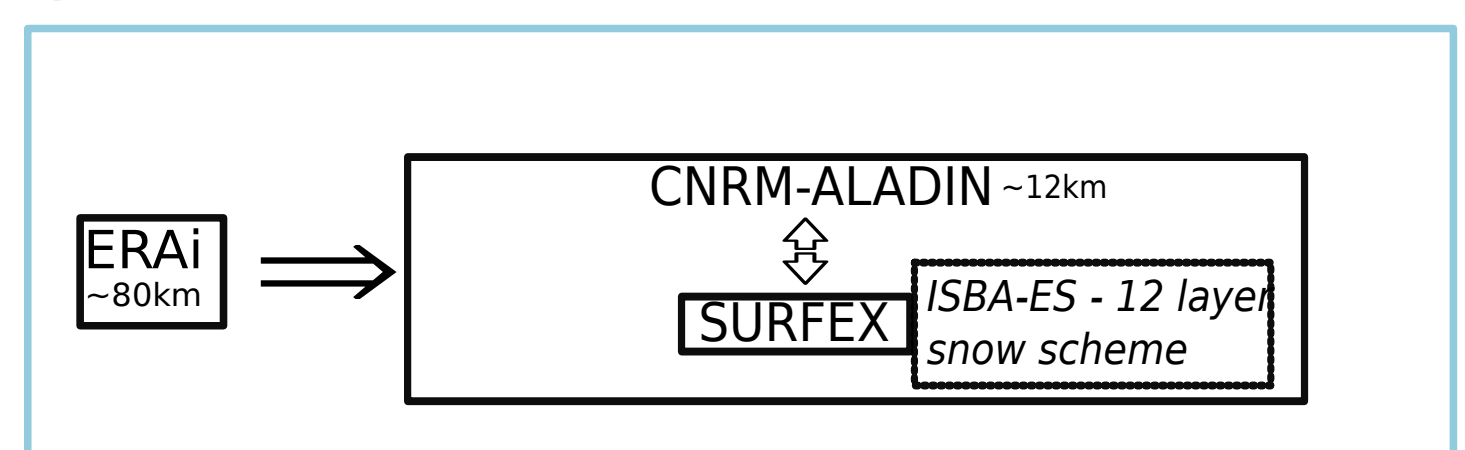 ERAi
~80km
CNRM-ALADIN ~12km
SURFEX
ISBA-ES - 12 layer
snow scheme